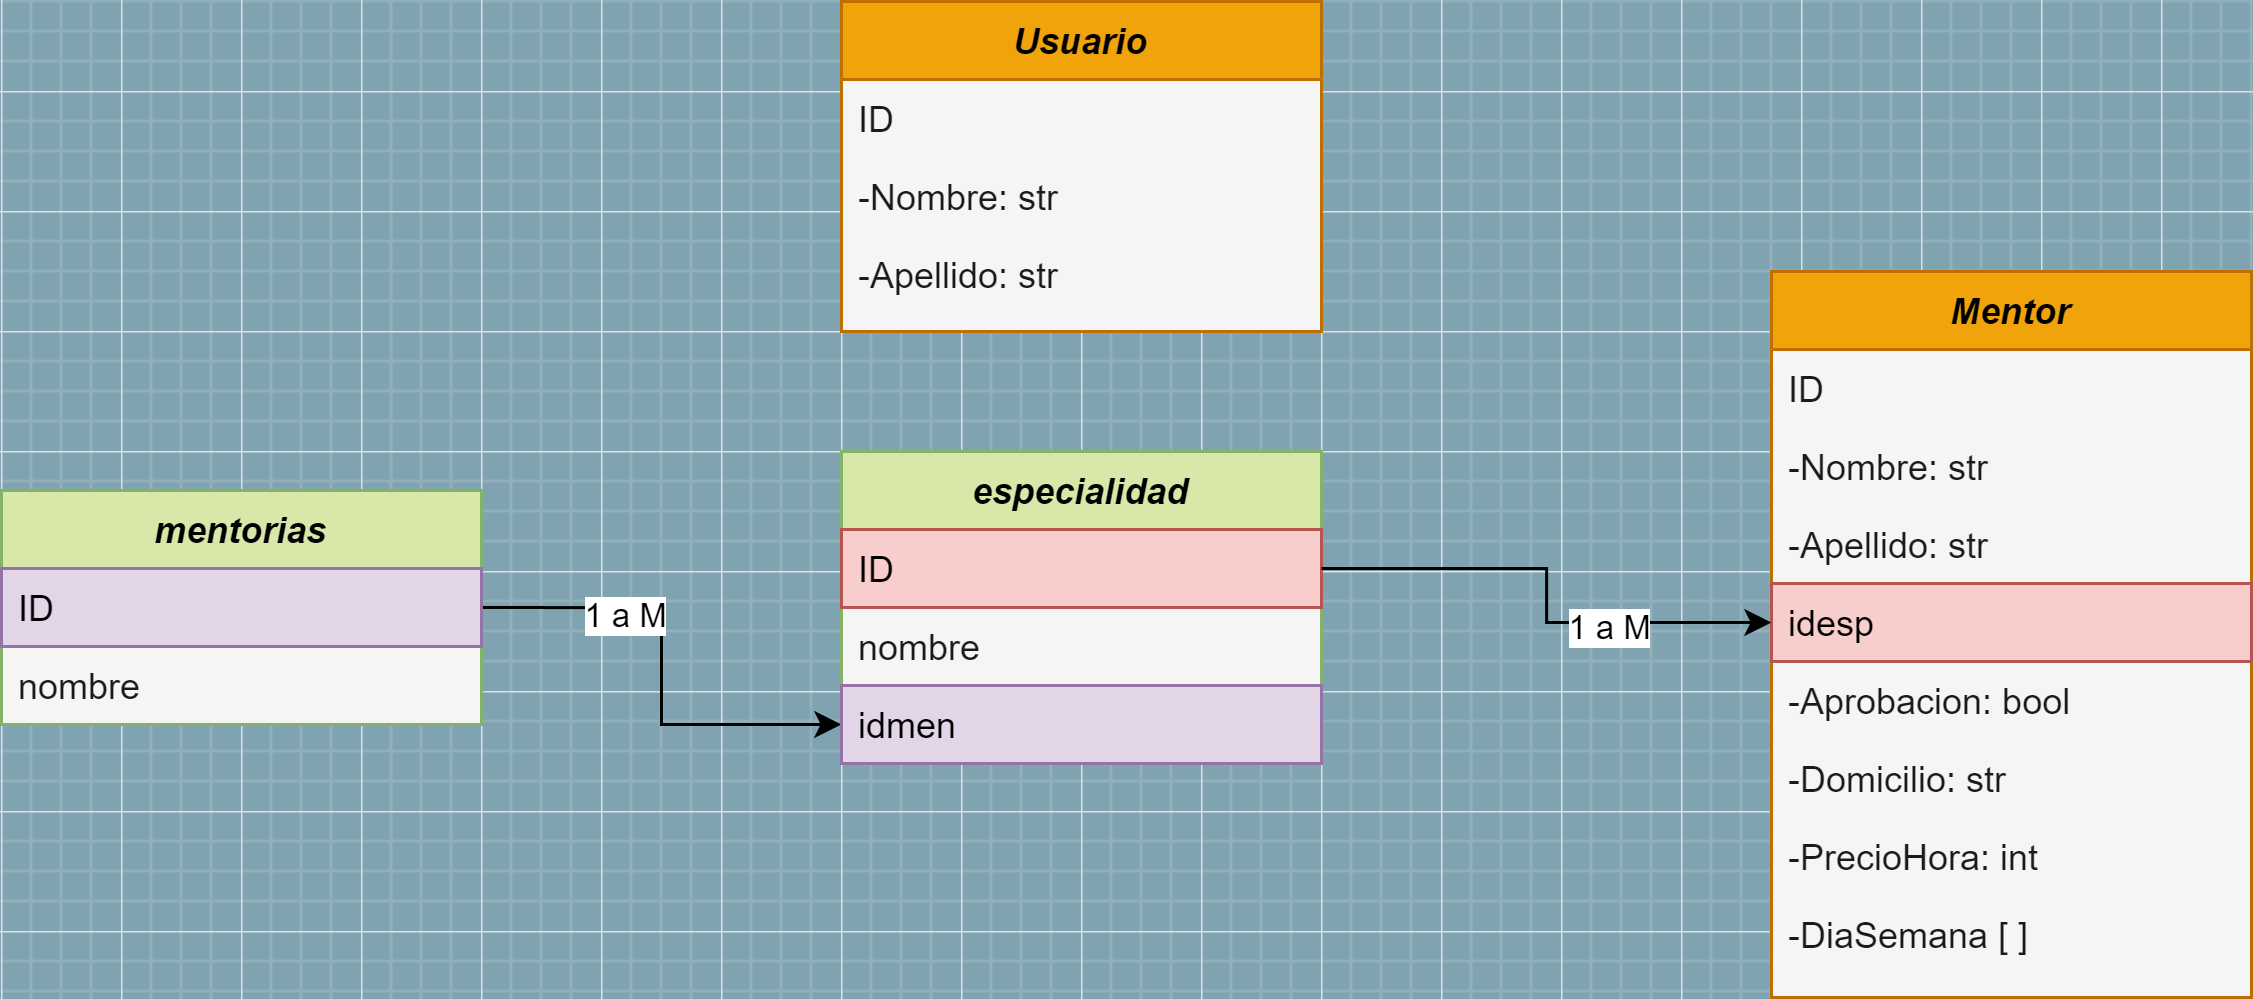 Usuario
ID
-Nombre: str
-Apellido: str
mentorias
ID
nombre
1 a M
especialidad
ID
nombre
idmen
1 a M
Mentor
ID
-Nombre: str
-Apellido: str
idesp
-Aprobacion: bool
-Domicilio: str
-PrecioHora: int
-DiaSemana [ ]